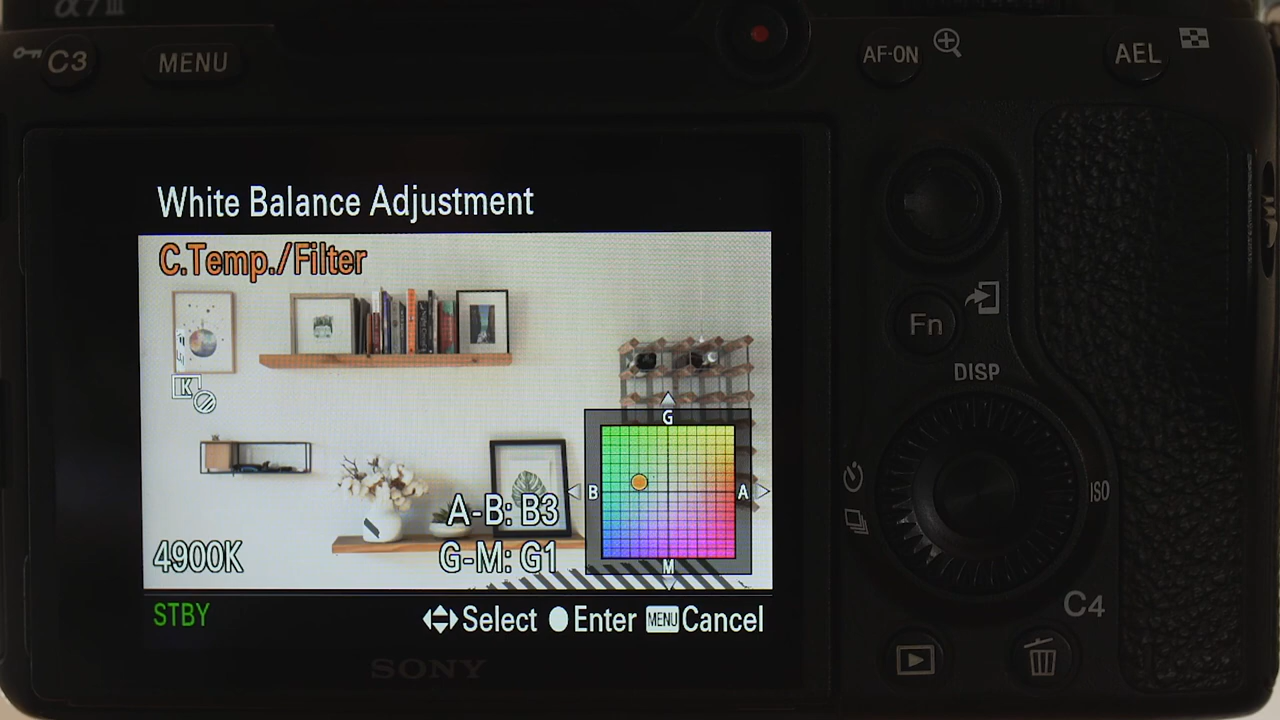 α7III
C3
MENU
AF-ON
AEL
White Balance Adjustment
C.Temp./Filter
K
G
B
A
M
A-B: B3
G-M: G1
4900K
STBY
Select Enter MENU Cancel
SONY
Fn
DISP
ISO
C4